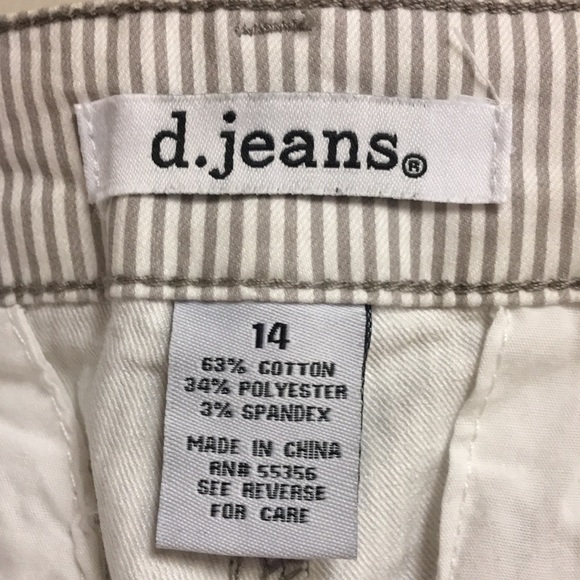 d.jeans®
14
63% COTTON
34% POLYESTER
3% SPANDEX
MADE IN CHINA
RN# 55356
SEE REVERSE
FOR CARE